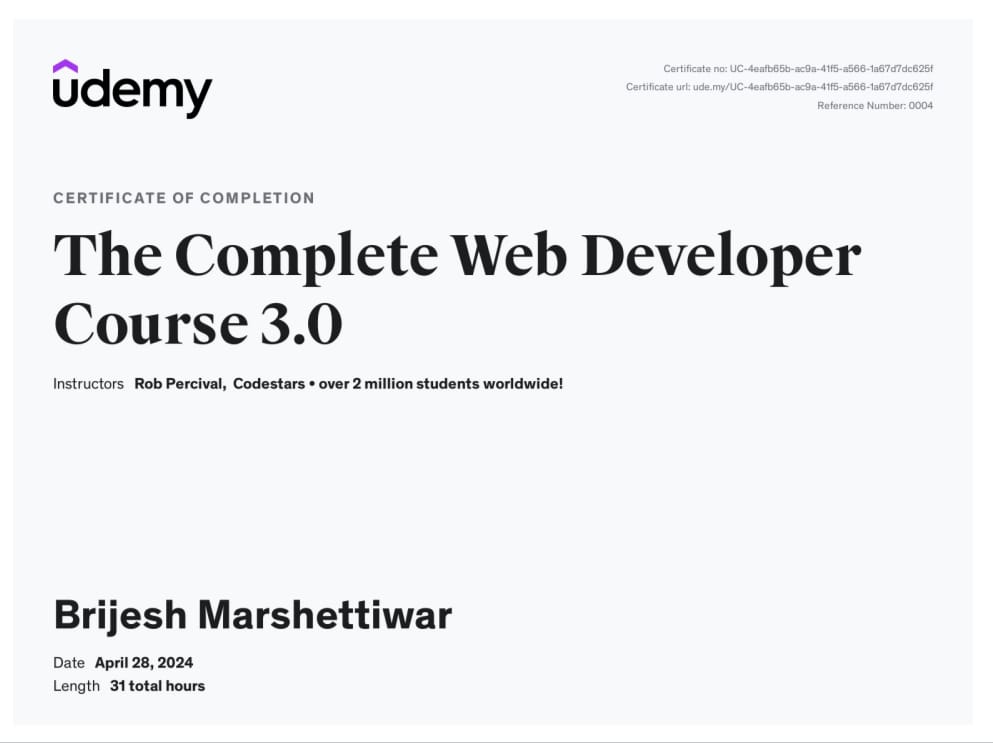 udemy
Certificate no: UC-4eafb65b-ac9a-41f5-a566-1a67d7dc625f
Certificate url: ude.my/UC-4eafb65b-ac9a-41f5-a566-1a67d7dc625f
Reference Number: 0004
CERTIFICATE OF COMPLETION
The Complete Web Developer
Course 3.0
Instructors Rob Percival, Codestars • over 2 million students worldwide!
Brijesh Marshettiwar
Date April 28, 2024
Length 31 total hours